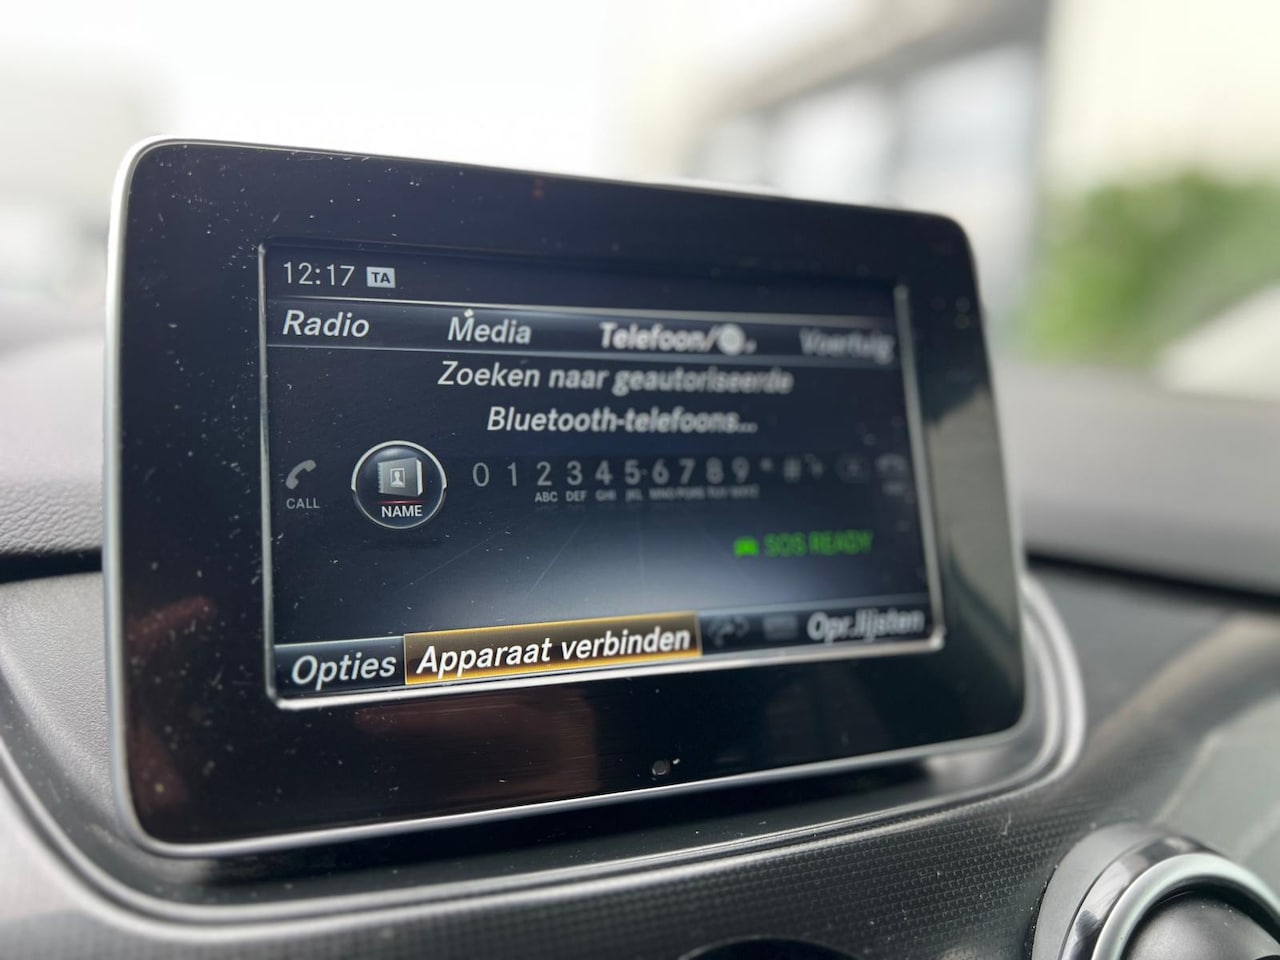 12:17 TA
Radio Media Telefoon/ Voertuig
Zoeken naar geautoriseerde
Bluetooth-telefoons...
0 1 2 3 4 5 6 7 8 9 * #
CALL NAME ABC DEF GHI JKL
SOS READY
Opties Apparaat verbinden Opr.lijsten